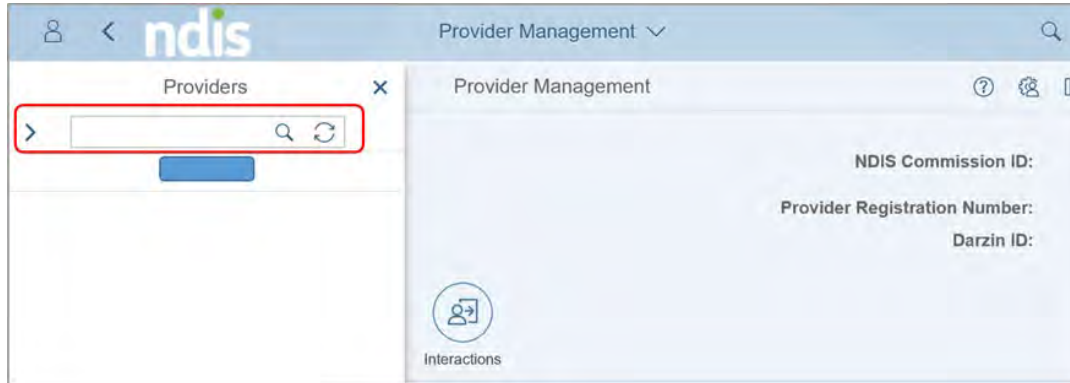 ndis
Provider Management
Providers
Provider Management
NDIS Commission ID:
Provider Registration Number:
Darzin ID:
Interactions